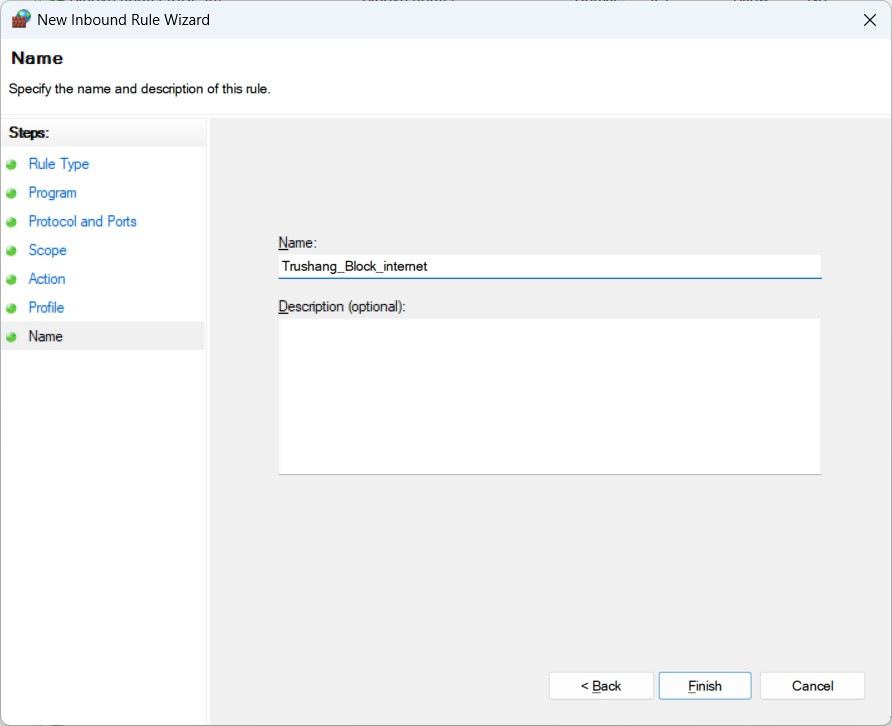 New Inbound Rule Wizard
Name
Specify the name and description of this rule.
Steps:
Rule Type
Program
Protocol and Ports
Scope
Action
Profile
Name
Name:
Trushang_Block_internet
Description (optional):
< Back
Finish
Cancel